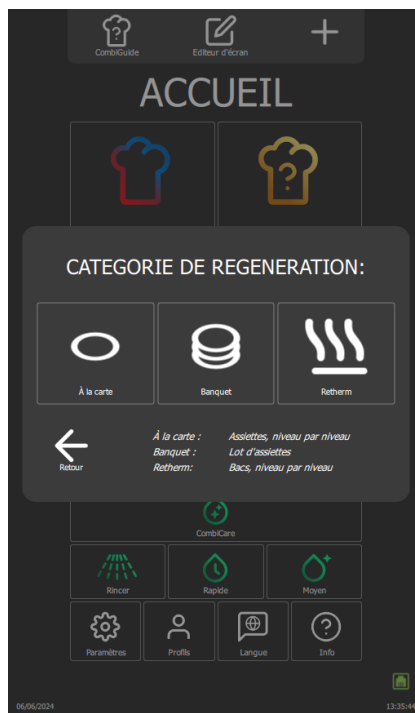 CombiGuide
Editeur d'écran
ACCUEIL
CATEGORIE DE REGENERATION:
À la carte
Banquet
Retherm
Retour
À la carte : Assiettes, niveau par niveau
Banquet : Lot d'assiettes
Retherm: Bacs, niveau par niveau
CombiCare
Rincer
Rapide
Moyen
Paramètres
Profils
Langue
Info
06/06/2024
13:35:44